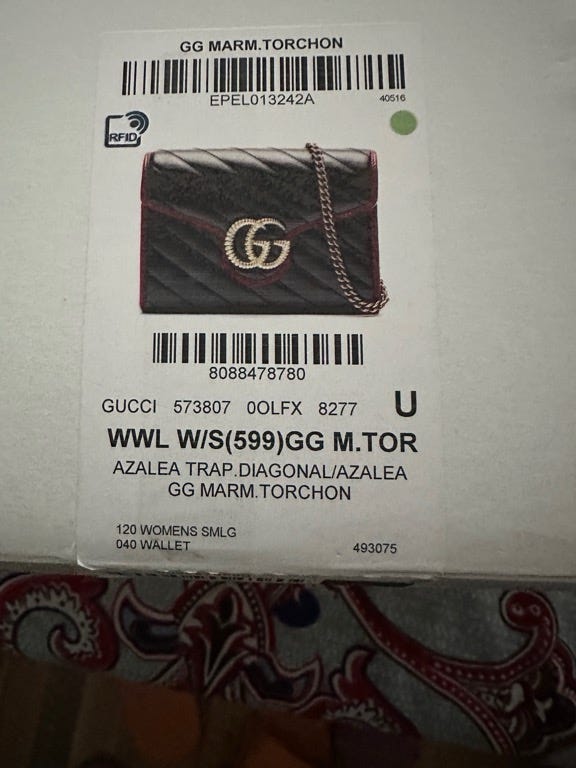 GG MARM.TORCHON
EPEL013242A
40516
RFID
8088478780
GUCCI 573807 0OLFX 8277 U
WWL W/S(599)GG M.TOR
AZALEA TRAP.DIAGONAL/AZALEA
GG MARM.TORCHON
120 WOMENS SMLG
040 WALLET
493075